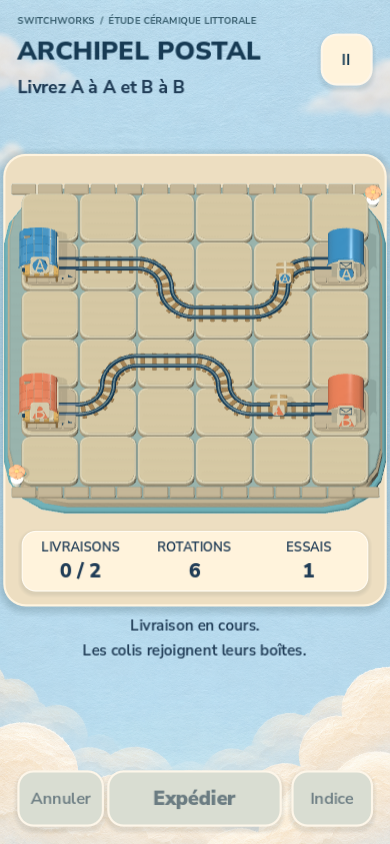 SWITCHWORKS / ÉTUDE CÉRAMIQUE LITTORALE
ARCHIPEL POSTAL
Livrez A à A et B à B
II
A
A
A
B
B
LIVRAISONS ROTATIONS ESSAIS
0 / 2 6 1
Livraison en cours.
Les colis rejoignent leurs boîtes.
Annuler Expédier Indice